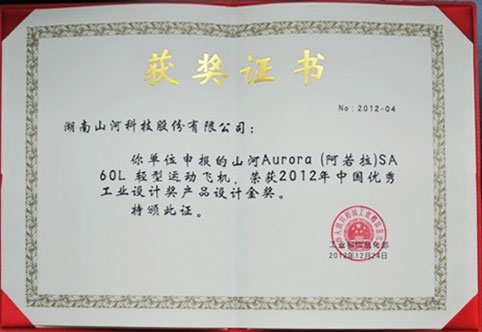 获奖证书
No:2012-04
湖南山河科技股份有限公司：
你单位申报的山河Aurora (阿若拉)SA
60L 轻型运动飞机，荣获2012年中国优秀
工业设计奖产品设计金奖。
特颁此证。
工业和信息化部
2012年12月24日